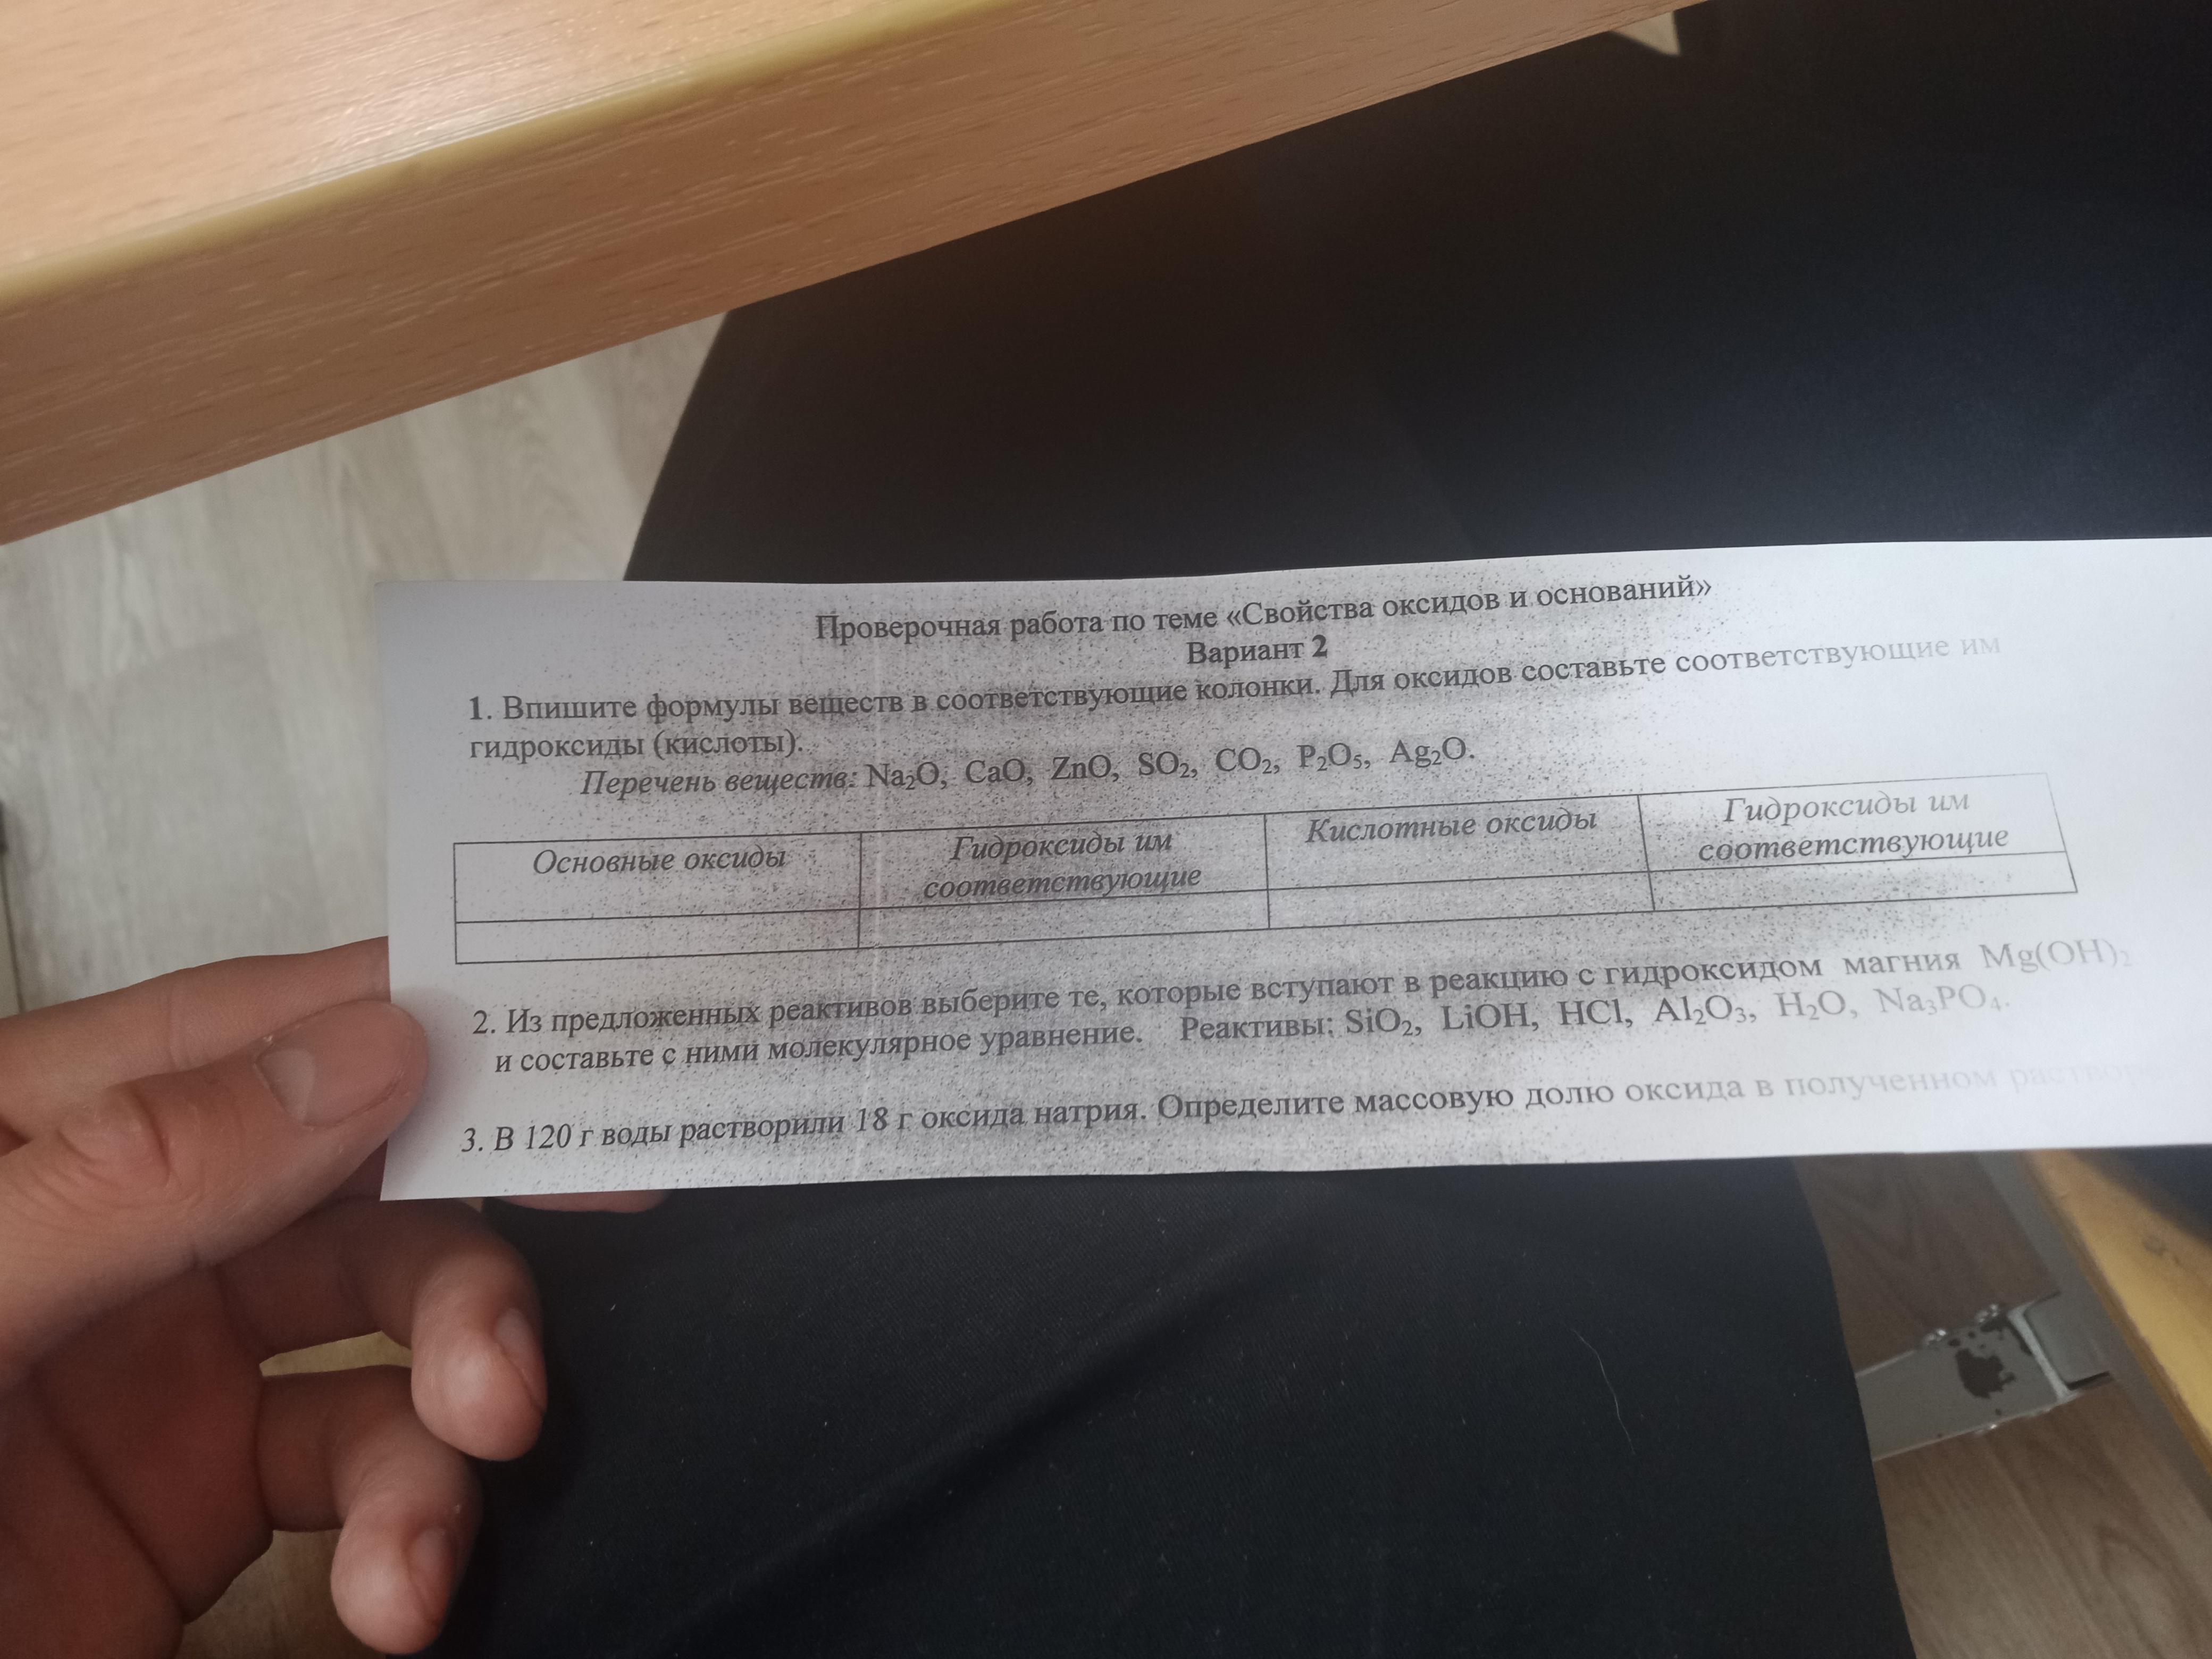 Проверочная работа по теме «Свойства оксидов и оснований»
Вариант 2
1. Впишите формулы веществ в соответствующие колонки. Для оксидов составьте соответствующие им
гидроксиды (кислоты).
Перечень веществ: Na₂O, CaO, ZnO, SO₂, CO₂, P₂O₅, Ag₂O.
Основные оксиды
Гидроксиды им
соответствующие
Кислотные оксиды
Гидроксиды им
соответствующие
2. Из предложенных реактивов выберите те, которые вступают в реакцию с гидроксидом магния Mg(OH)₂
и составьте с ними молекулярное уравнение. Реактивы: SiO₂, LiOH, HCl, Al₂O₃, H₂O, Na₃PO₄.
3. В 120 г воды растворили 18 г оксида натрия. Определите массовую долю оксида в полученном